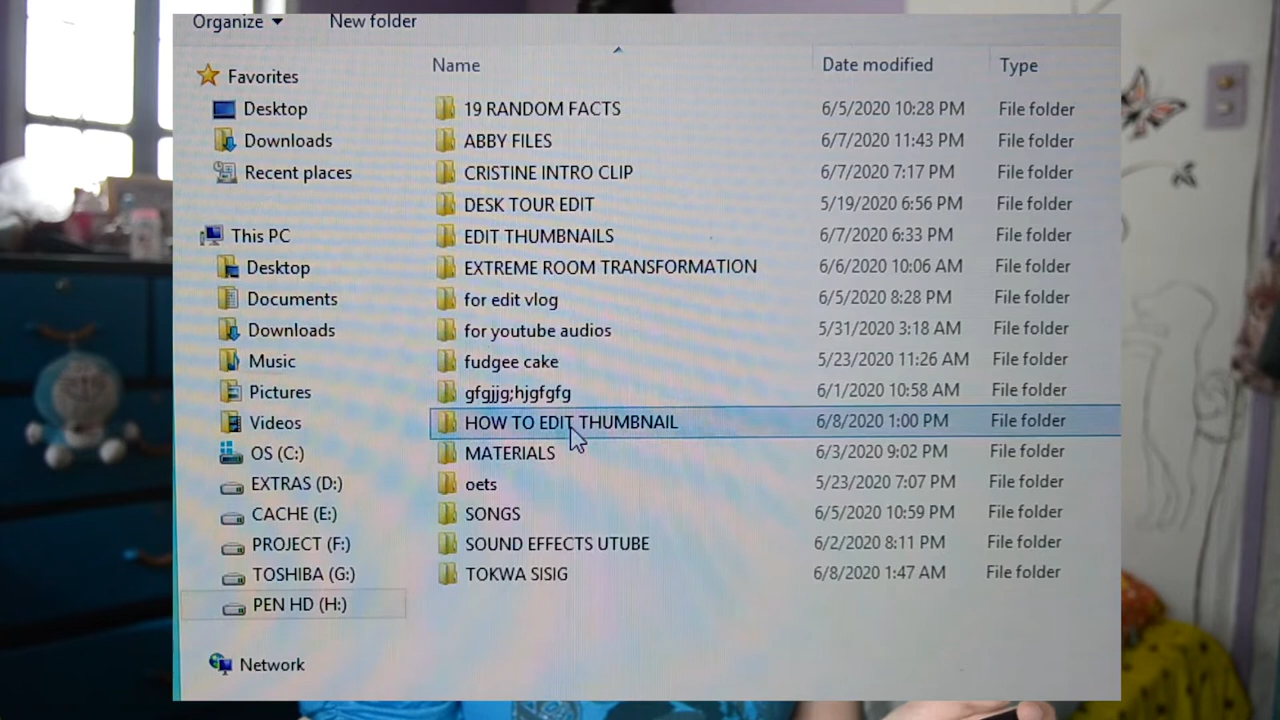 Organize New folder
Name Date modified Type
Favorites
Desktop
Downloads
Recent places
This PC
Desktop
Documents
Downloads
Music
Pictures
Videos
OS (C:)
EXTRAS (D:)
CACHE (E:)
PROJECT (F:)
TOSHIBA (G:)
PEN HD (H:)
Network
19 RANDOM FACTS 6/5/2020 10:28 PM File folder
ABBY FILES 6/7/2020 11:43 PM File folder
CRISTINE INTRO CLIP 6/7/2020 7:17 PM File folder
DESK TOUR EDIT 5/19/2020 6:56 PM File folder
EDIT THUMBNAILS 6/7/2020 6:33 PM File folder
EXTREME ROOM TRANSFORMATION 6/6/2020 10:06 AM File folder
for edit vlog 6/5/2020 8:28 PM File folder
for youtube audios 5/31/2020 3:18 AM File folder
fudgee cake 5/23/2020 11:26 AM File folder
gfgjjg;hjgfgfg 6/1/2020 10:58 AM File folder
HOW TO EDIT THUMBNAIL 6/8/2020 1:00 PM File folder
MATERIALS 6/3/2020 9:02 PM File folder
oets 5/23/2020 7:07 PM File folder
SONGS 6/5/2020 10:59 PM File folder
SOUND EFFECTS UTUBE 6/2/2020 8:11 PM File folder
TOKWA SISIG 6/8/2020 1:47 AM File folder